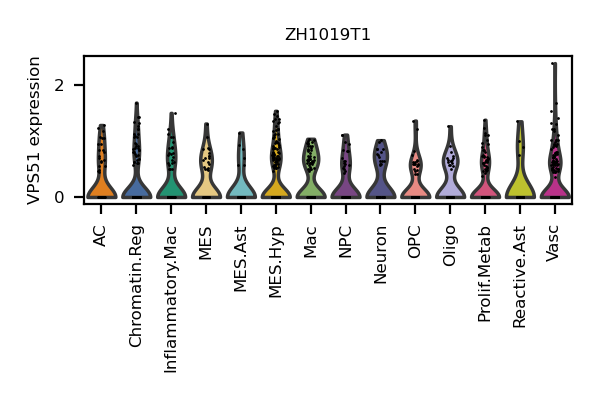 ZH1019T1
VPS51 expression
2
0
AC
Chromatin.Reg
Inflammatory.Mac
MES
MES.Ast
MES.Hyp
Mac
NPC
Neuron
OPC
Oligo
Prolif.Metab
Reactive.Ast
Vasc